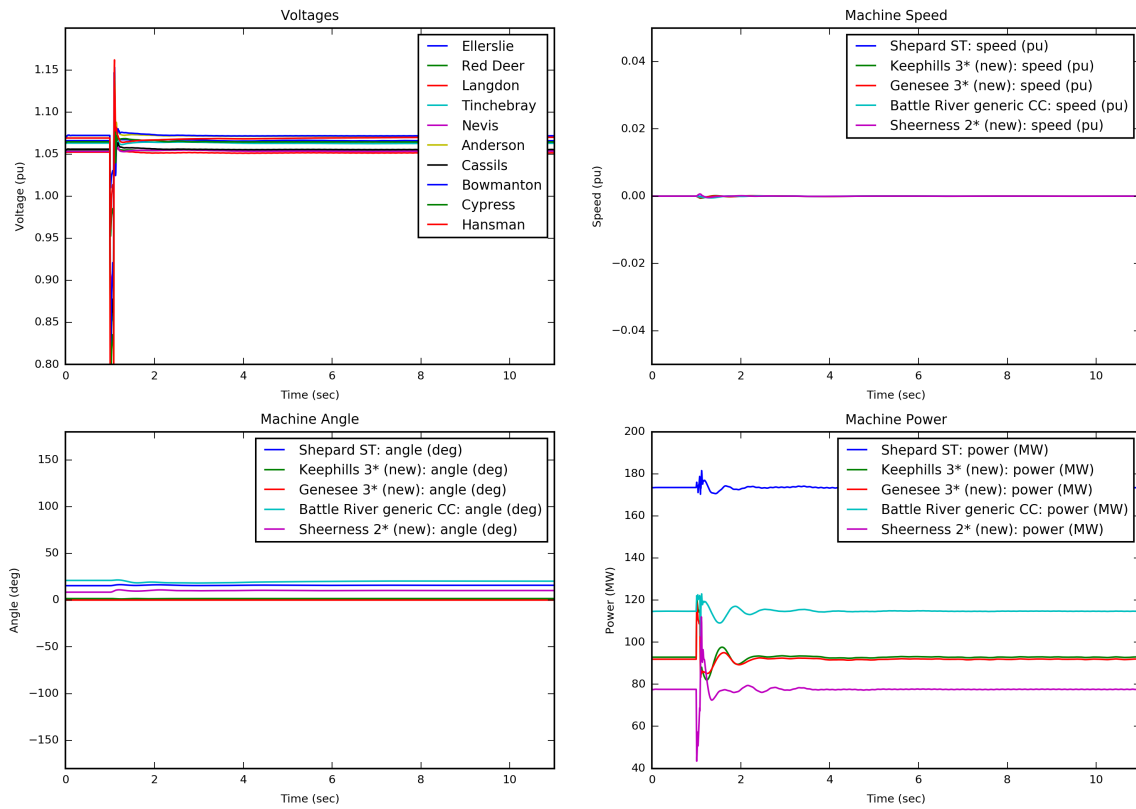 Voltages
1.15
1.10
1.05
1.00
0.95
0.90
0.85
0.80
Voltage (pu)
0
2
4
6
8
10
Time (sec)
Ellerslie
Red Deer
Langdon
Tinchebray
Nevis
Anderson
Cassils
Bowmanton
Cypress
Hansman
Machine Speed
0.04
0.02
0.00
−0.02
−0.04
Speed (pu)
0
2
4
6
8
10
Time (sec)
Shepard ST: speed (pu)
Keephills 3* (new): speed (pu)
Genesee 3* (new): speed (pu)
Battle River generic CC: speed (pu)
Sheerness 2* (new): speed (pu)
Machine Angle
150
100
50
0
−50
−100
−150
Angle (deg)
0
2
4
6
8
10
Time (sec)
Shepard ST: angle (deg)
Keephills 3* (new): angle (deg)
Genesee 3* (new): angle (deg)
Battle River generic CC: angle (deg)
Sheerness 2* (new): angle (deg)
Machine Power
200
180
160
140
120
100
80
60
40
Power (MW)
0
2
4
6
8
10
Time (sec)
Shepard ST: power (MW)
Keephills 3* (new): power (MW)
Genesee 3* (new): power (MW)
Battle River generic CC: power (MW)
Sheerness 2* (new): power (MW)